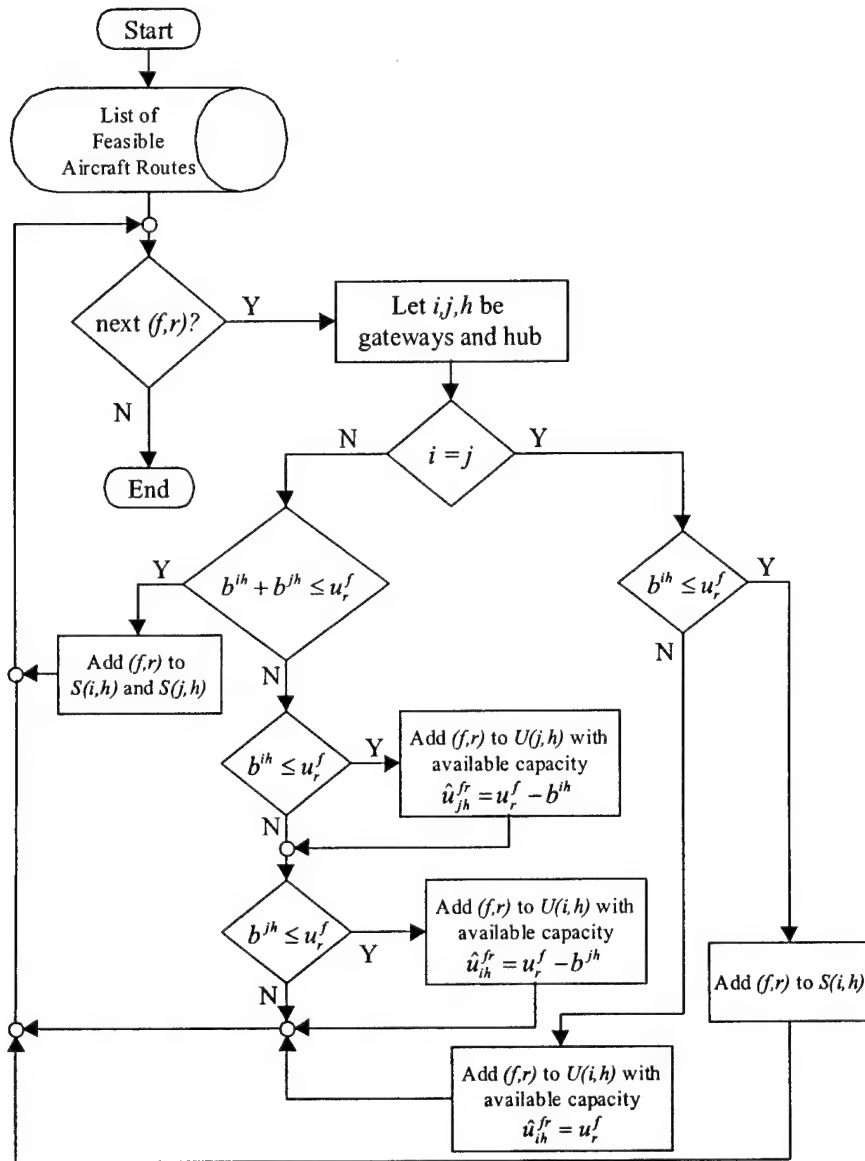 Start
List of
Feasible
Aircraft Routes
next (f,r)?
Y
N
End
Let i,j,h be
gateways and hub
i = j
N
Y
b^{ih} + b^{jh} ≤ u_r^f
Y
N
Add (f,r) to
S(i,h) and S(j,h)
b^{ih} ≤ u_r^f
Y
N
b^{ih} ≤ u_r^f
Y
N
Add (f,r) to U(j,h) with
available capacity
û_{jh}^{fr} = u_r^f − b^{ih}
b^{jh} ≤ u_r^f
Y
N
Add (f,r) to U(i,h) with
available capacity
û_{ih}^{fr} = u_r^f − b^{jh}
Add (f,r) to S(i,h)
Add (f,r) to U(i,h) with
available capacity
û_{ih}^{fr} = u_r^f